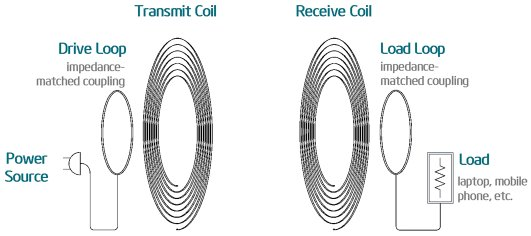 Transmit Coil
Receive Coil
Drive Loop
impedance-
matched coupling
Load Loop
impedance-
matched coupling
Power
Source
Load
laptop, mobile
phone, etc.